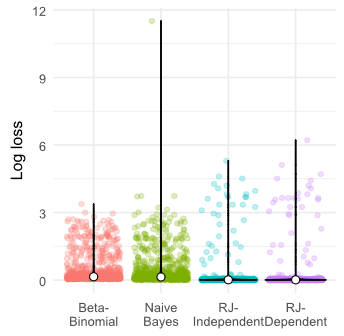 12
9
6
3
0
Log loss
Beta-
Binomial
Naive
Bayes
RJ-
Independent
RJ-
Dependent